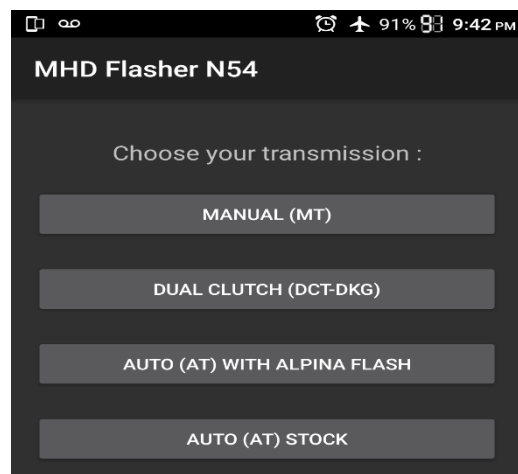 91% 9:42 PM
MHD Flasher N54
Choose your transmission :
MANUAL (MT)
DUAL CLUTCH (DCT-DKG)
AUTO (AT) WITH ALPINA FLASH
AUTO (AT) STOCK